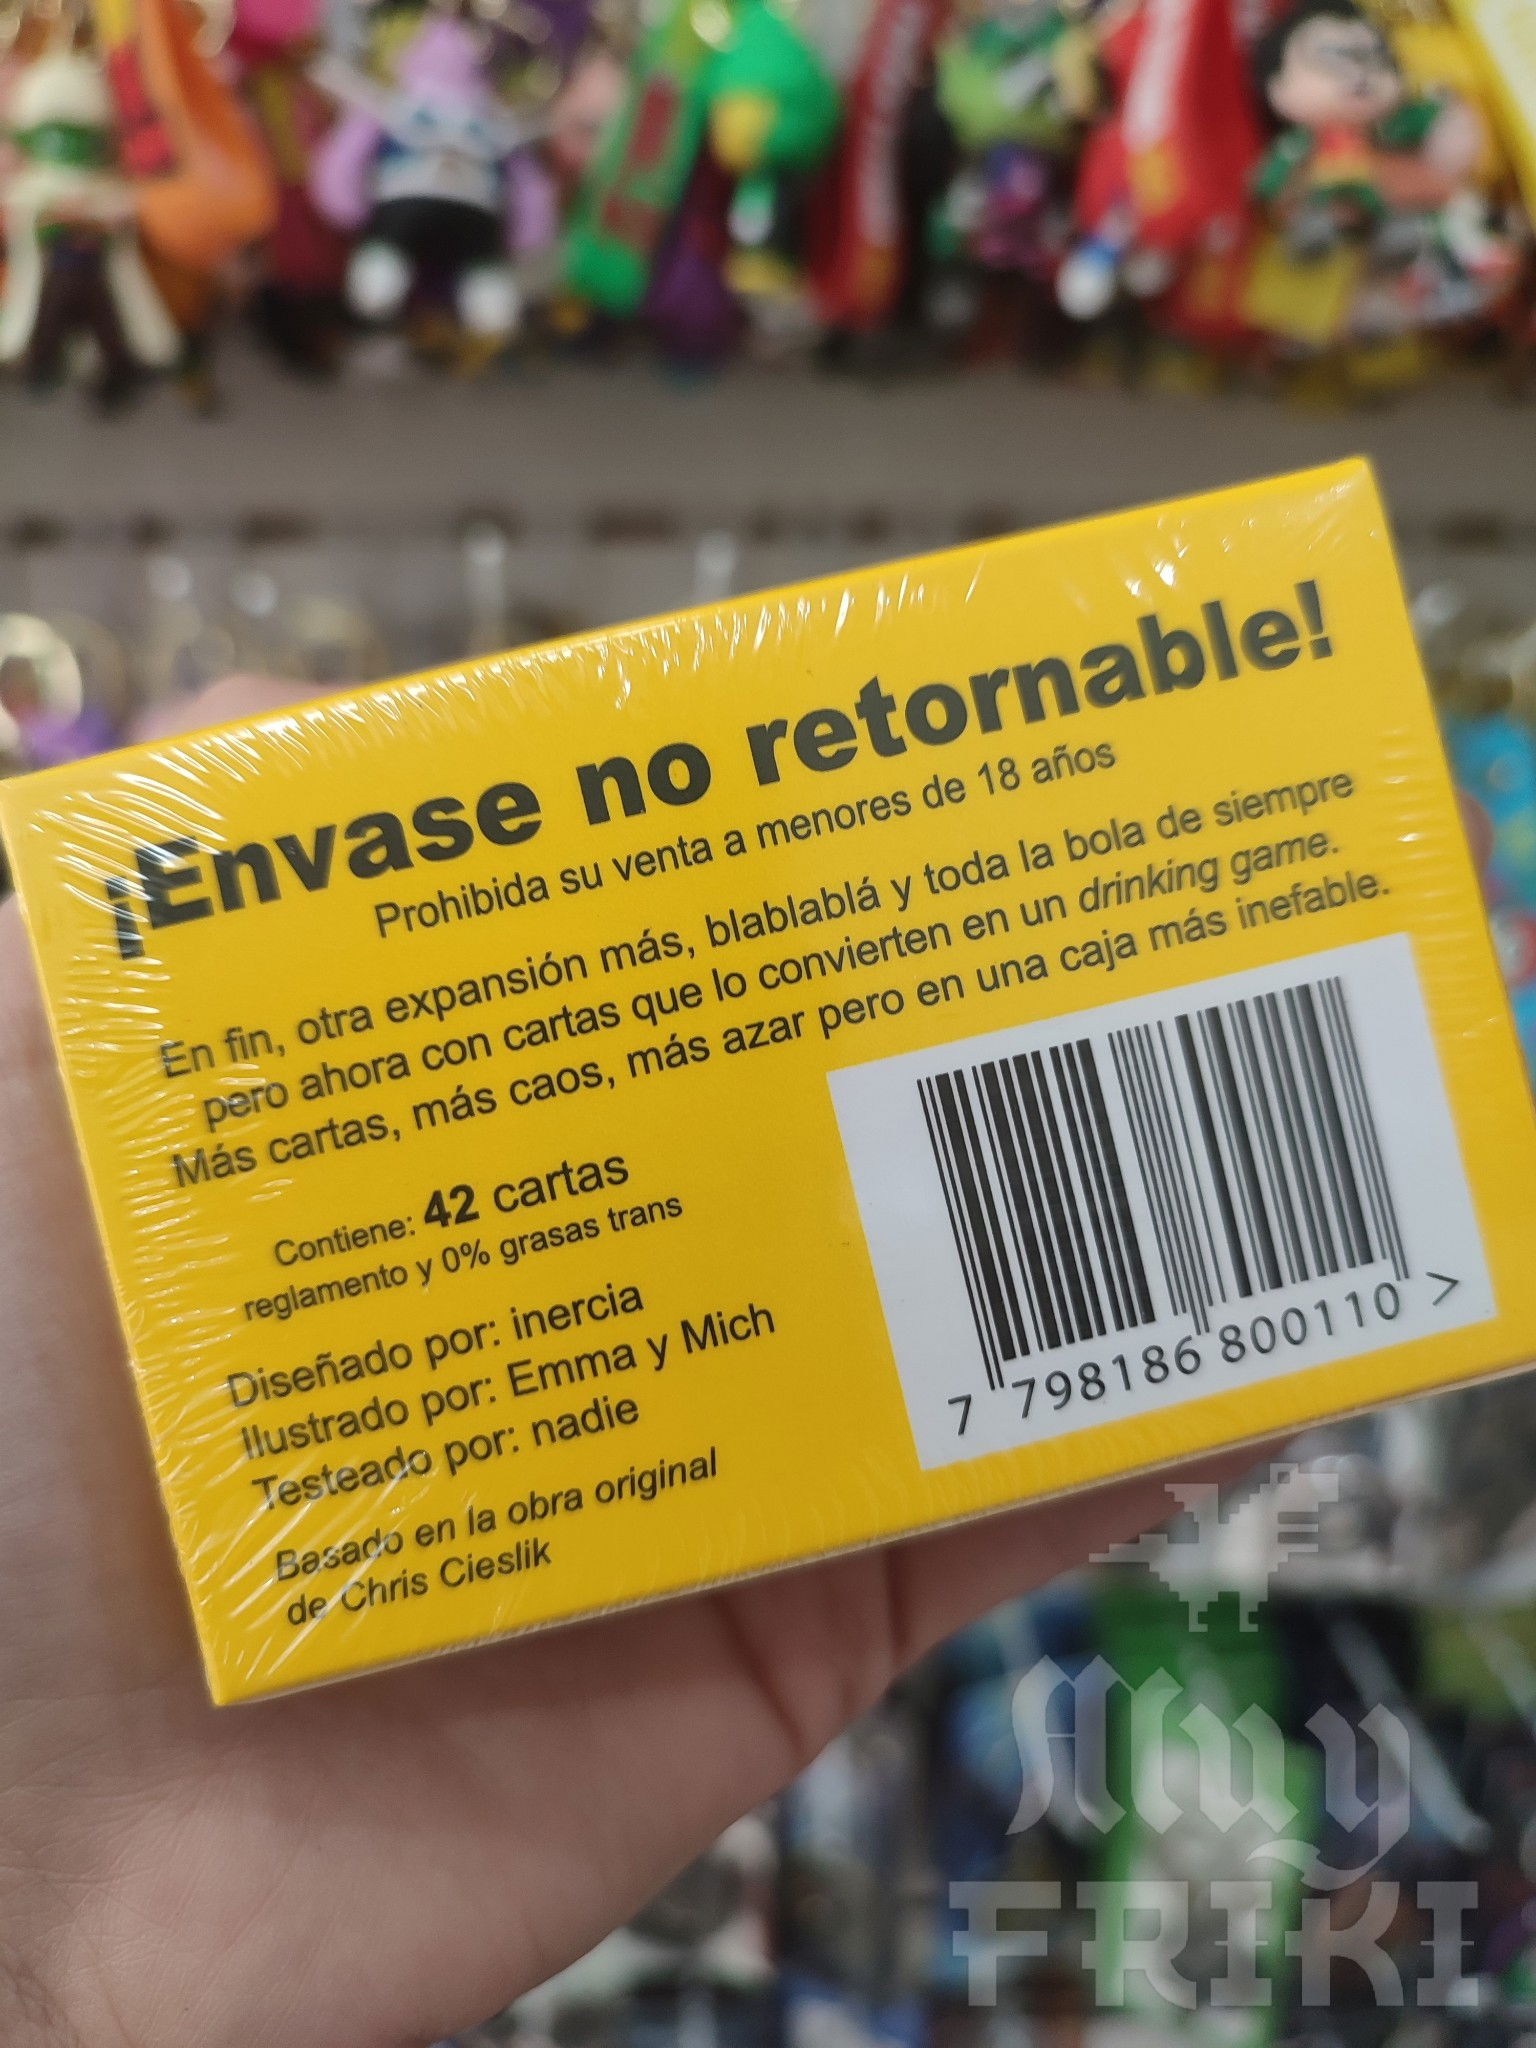 ¡Envase no retornable!
Prohibida su venta a menores de 18 años
En fin, otra expansión más, blablablá y toda la bola de siempre
pero ahora con cartas que lo convierten en un drinking game.
Más cartas, más caos, más azar pero en una caja más inefable.
Contiene: 42 cartas
reglamento y 0% grasas trans
Diseñado por: inercia
Ilustrado por: Emma y Mich
Testeado por: nadie
Basado en la obra original
de Chris Cieslik
7 798186 800110 >
Muy
FRIKI